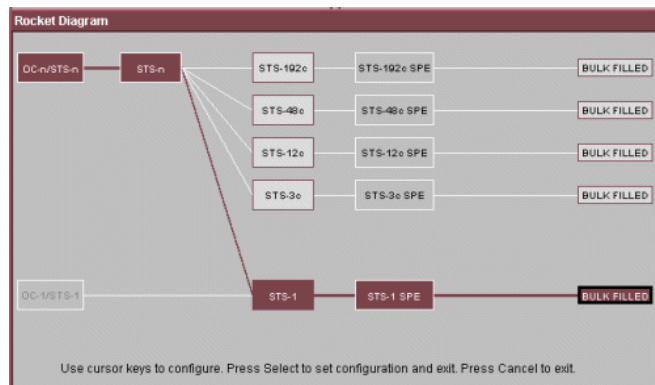 Rocket Diagram
OC-n/STS-n STS-n STS-192c STS-192c SPE BULK FILLED
STS-48c STS-48c SPE BULK FILLED
STS-12c STS-12c SPE BULK FILLED
STS-3c STS-3c SPE BULK FILLED
OC-1/STS-1 STS-1 STS-1 SPE BULK FILLED
Use cursor keys to configure. Press Select to set configuration and exit. Press Cancel to exit.